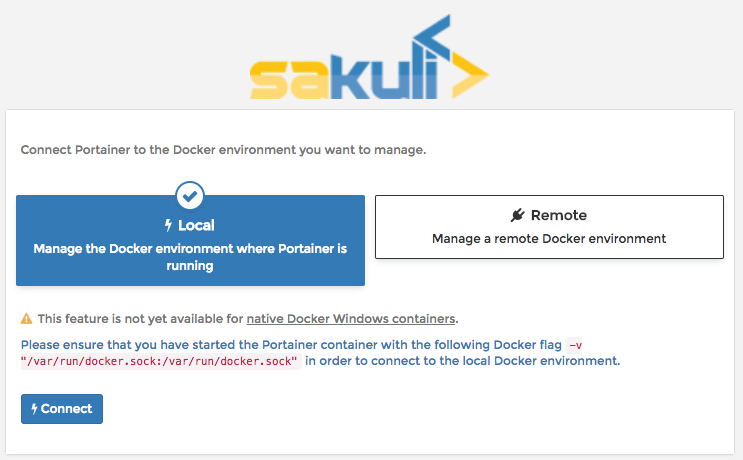 sakuli
Connect Portainer to the Docker environment you want to manage.
Local
Manage the Docker environment where Portainer is
running
Remote
Manage a remote Docker environment
This feature is not yet available for native Docker Windows containers.
Please ensure that you have started the Portainer container with the following Docker flag -v
"/var/run/docker.sock:/var/run/docker.sock" in order to connect to the local Docker environment.
Connect